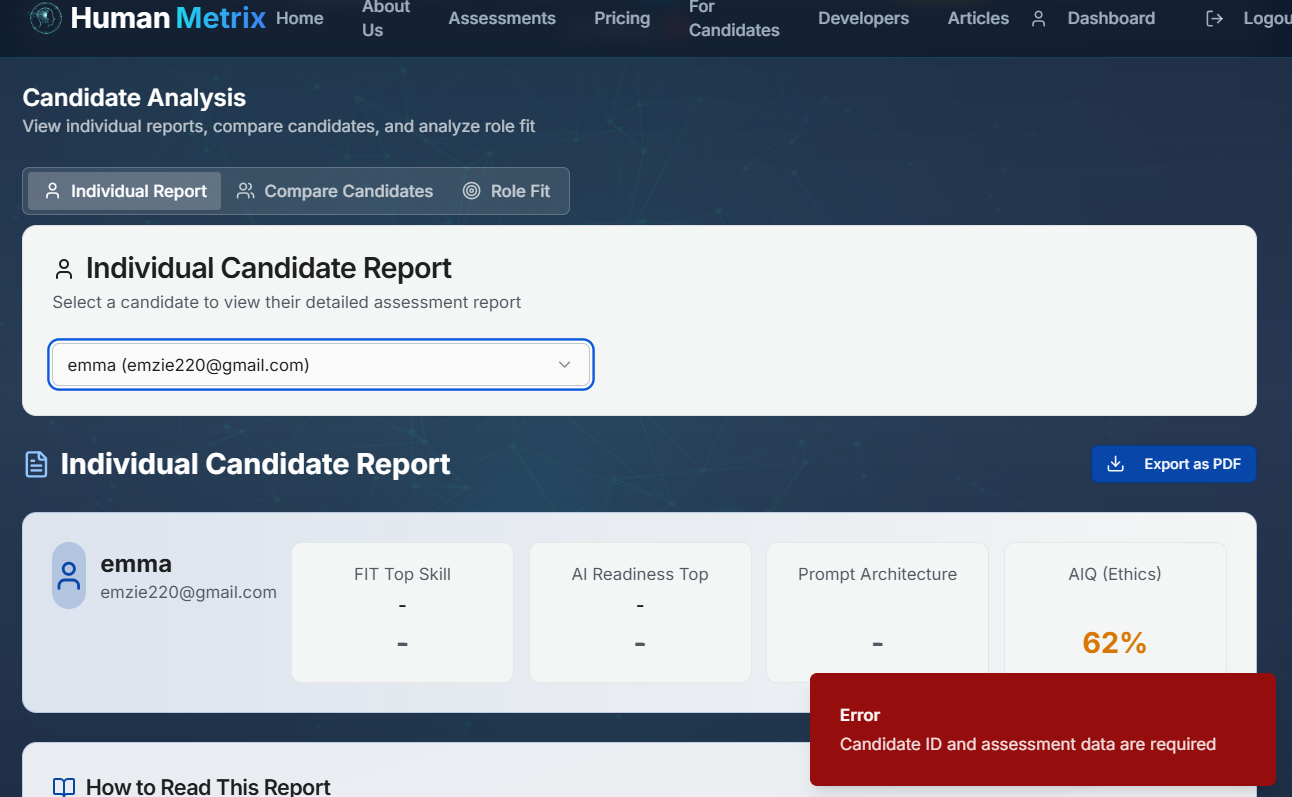 HumanMetrix
Home
About Us
Assessments
Pricing
For Candidates
Developers
Articles
Dashboard
Logou
Candidate Analysis
View individual reports, compare candidates, and analyze role fit
Individual Report
Compare Candidates
Role Fit
Individual Candidate Report
Select a candidate to view their detailed assessment report
emma (emzie220@gmail.com)
Individual Candidate Report
Export as PDF
emma
emzie220@gmail.com
FIT Top Skill
-
-
AI Readiness Top
-
-
Prompt Architecture
-
AIQ (Ethics)
62%
Error
Candidate ID and assessment data are required
How to Read This Report